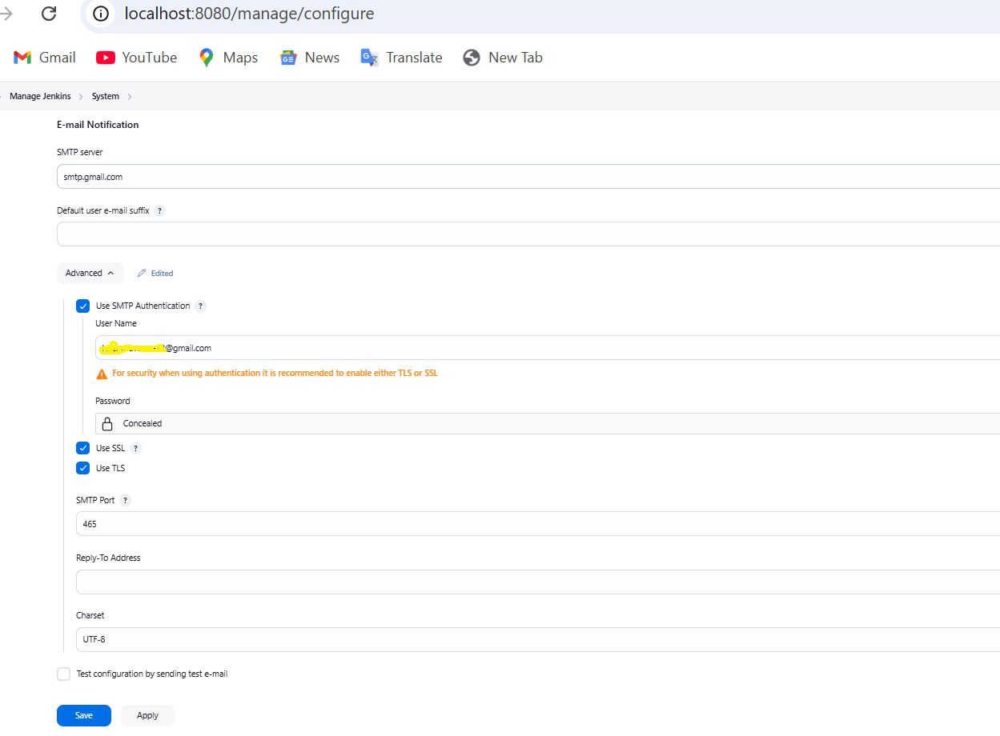 localhost:8080/manage/configure
Gmail YouTube Maps News Translate New Tab
Manage Jenkins > System >
E-mail Notification
SMTP server
smtp.gmail.com
Default user e-mail suffix ?
Advanced Edited
Use SMTP Authentication ?
User Name
@gmail.com
For security when using authentication it is recommended to enable either TLS or SSL
Password
Concealed
Use SSL ?
Use TLS
SMTP Port ?
465
Reply-To Address
Charset
UTF-8
Test configuration by sending test e-mail
Save Apply